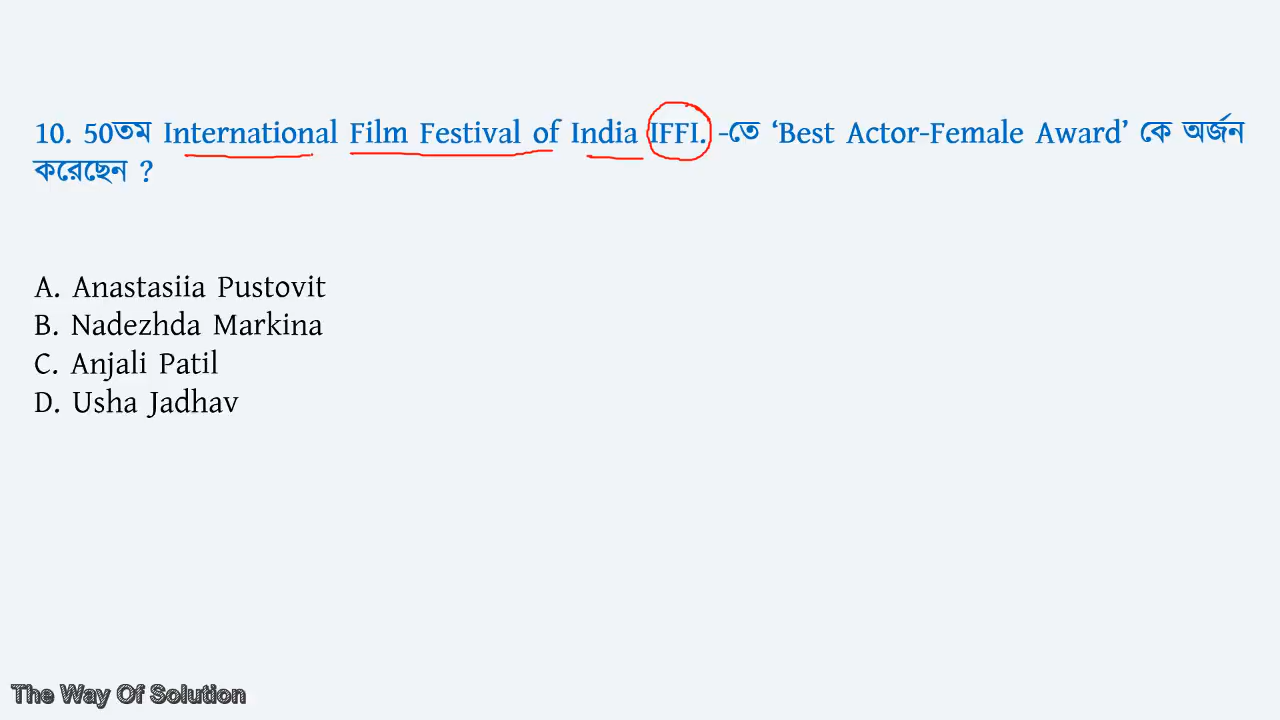 10. 50তম International Film Festival of India IFFI. -তে ‘Best Actor-Female Award’ কে অর্জন
করেছেন ?
A. Anastasiia Pustovit
B. Nadezhda Markina
C. Anjali Patil
D. Usha Jadhav
The Way Of Solution